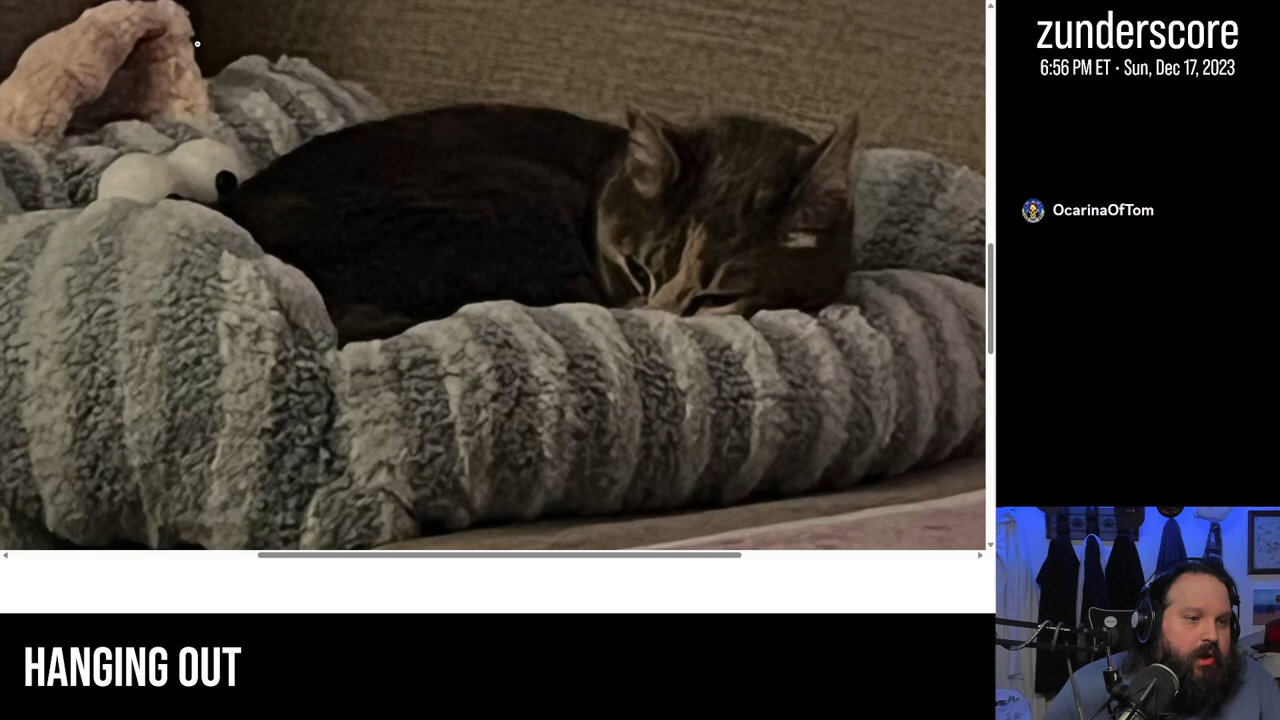 zunderscore
6:56 PM ET • Sun, Dec 17, 2023
OcarinaOfTom
HANGING OUT